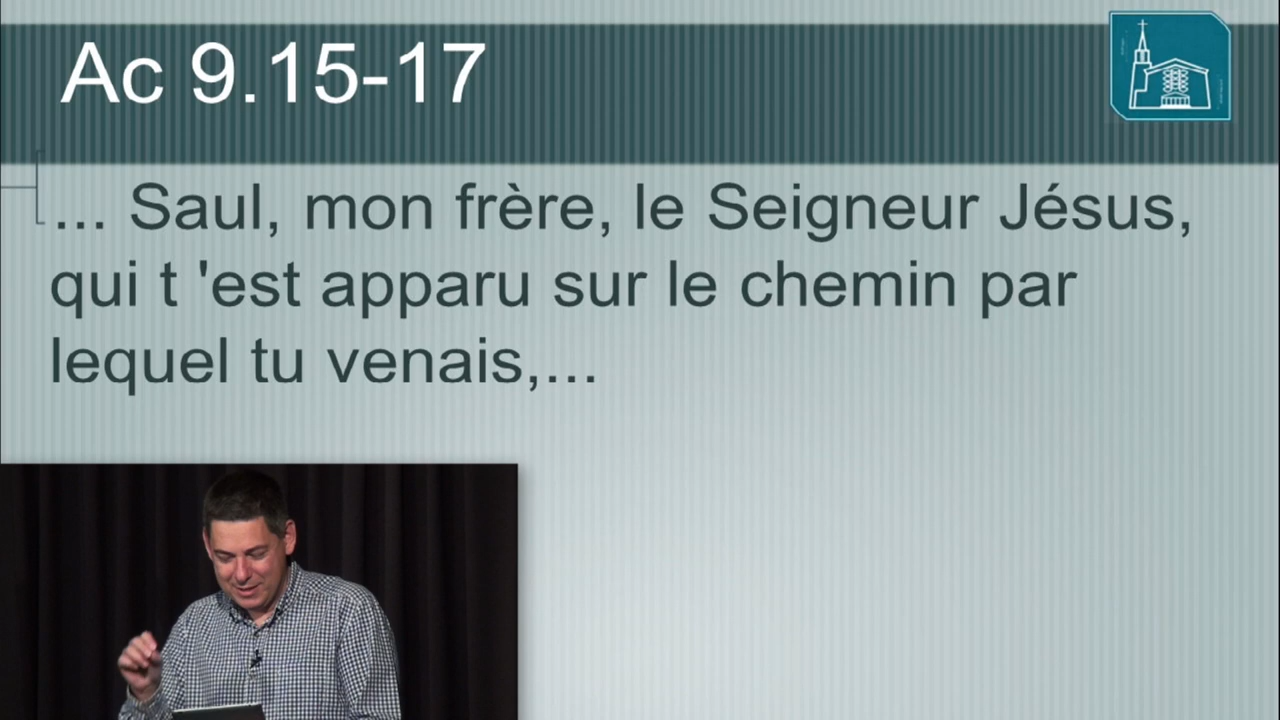 Ac 9.15-17
... Saul, mon frère, le Seigneur Jésus,
qui t 'est apparu sur le chemin par
lequel tu venais,...